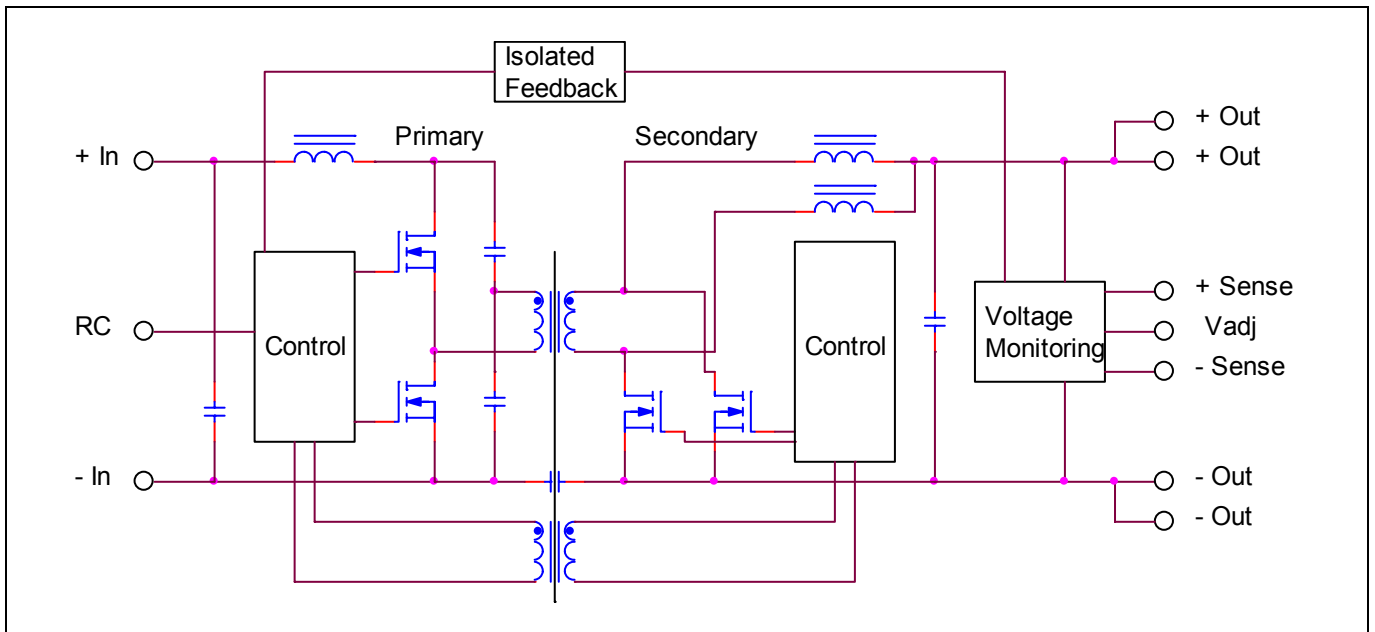 Isolated
Feedback
Primary
Secondary
+ Out
+ In
+ Out
+ Sense
RC
Control
Control
Voltage
Monitoring
Vadj
- Sense
- In
- Out
- Out